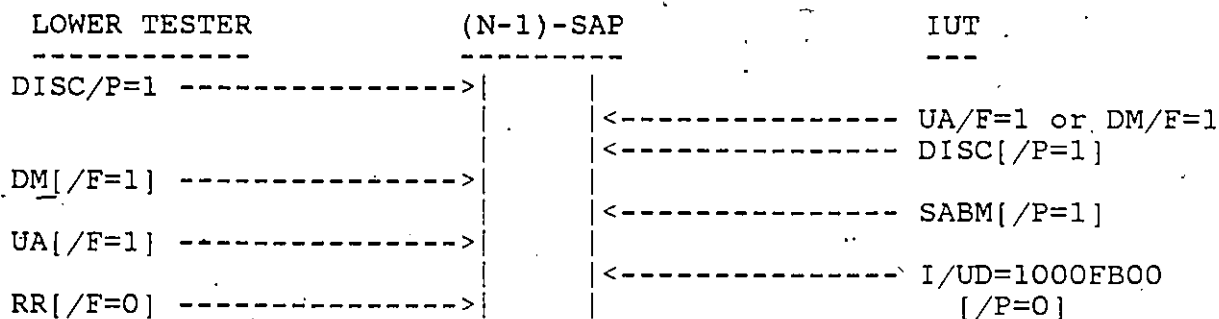 LOWER TESTER (N-1)-SAP IUT
------------ --------- ---
DISC/P=1 --------------->| |
| |<--------------- UA/F=1 or DM/F=1
| |<--------------- DISC[/P=1]
DM[/F=1] --------------->| |
| |<--------------- SABM[/P=1]
UA[/F=1] --------------->| |
| |<--------------- I/UD=1000FB00
RR[/F=0] --------------->| | [/P=0]